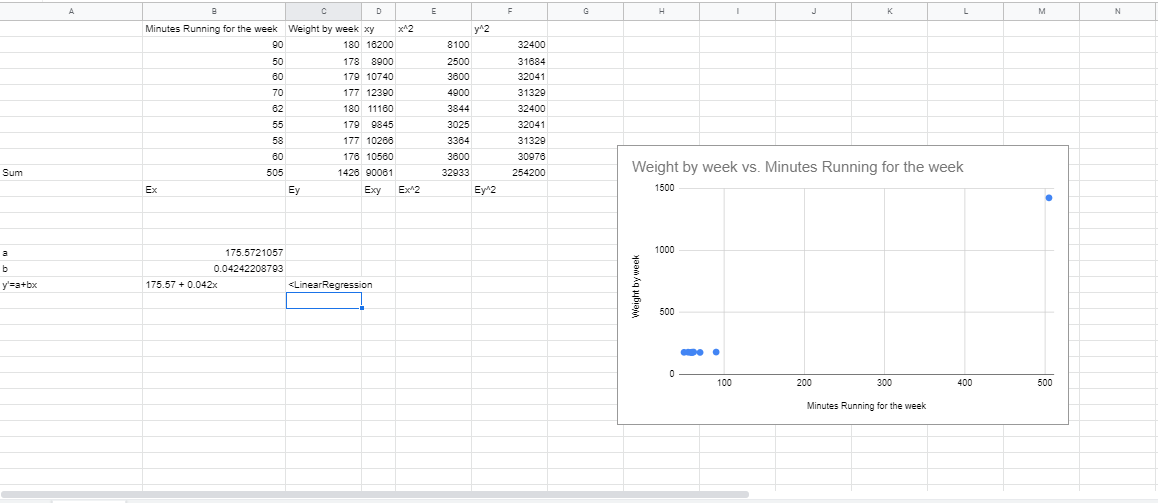 A B C D E F G H I J K L M N
Minutes Running for the week Weight by week xy x^2 y^2
90 180 16200 8100 32400
50 178 8900 2500 31684
60 179 10740 3600 32041
70 177 12390 4900 31329
62 180 11160 3844 32400
55 179 9845 3025 32041
58 177 10266 3364 31329
60 176 10560 3600 30976
Sum 505 1426 90061 32933 254200
Ex Ey Exy Ex^2 Ey^2
a 175.5721057
b 0.04242208793
y'=a+bx 175.57 + 0.042x <LinearRegression
Weight by week vs. Minutes Running for the week
1500
1000
500
0
Weight by week
100 200 300 400 500
Minutes Running for the week